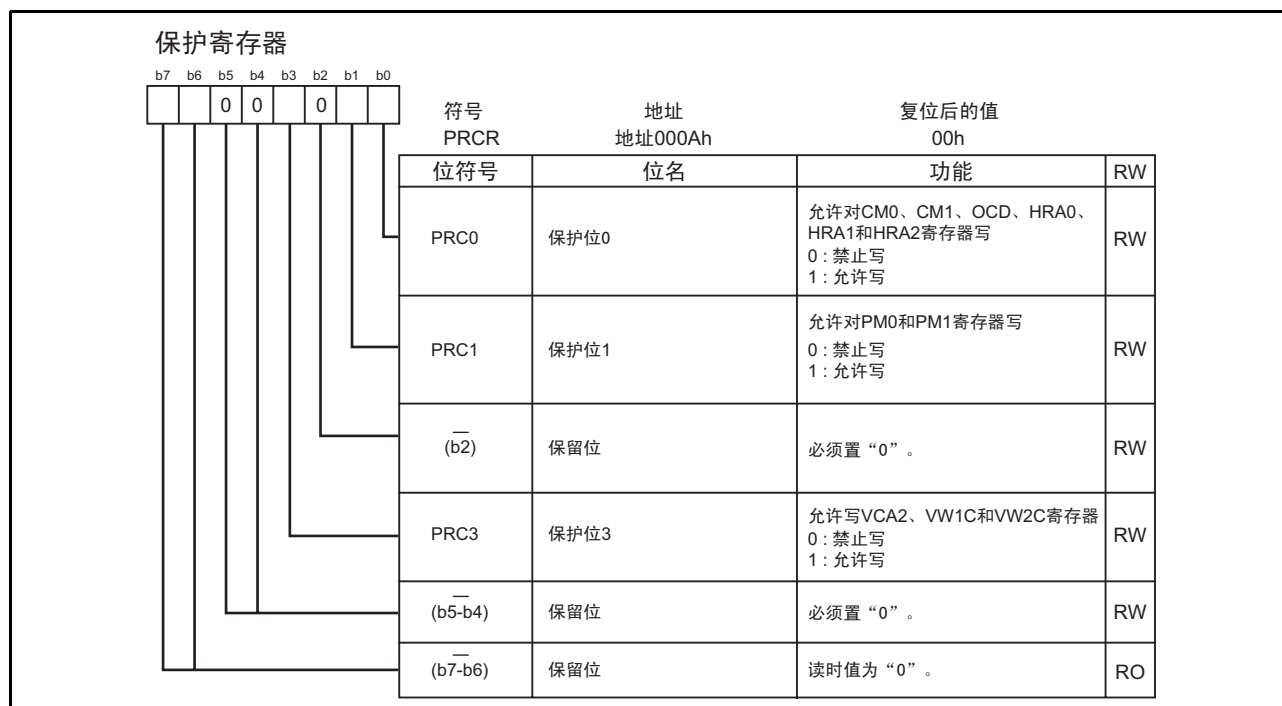 保护寄存器
b7 b6 b5 b4 b3 b2 b1 b0
0 0 0
符号 地址 复位后的值
PRCR 地址000Ah 00h
位符号 位名 功能 RW
PRC0 保护位0 允许对CM0、CM1、OCD、HRA0、
HRA1和HRA2寄存器写
0 : 禁止写
1 : 允许写 RW
PRC1 保护位1 允许对PM0和PM1寄存器写
0 : 禁止写
1 : 允许写 RW
—
(b2) 保留位 必须置“0”。 RW
PRC3 保护位3 允许写VCA2、VW1C和VW2C寄存器
0 : 禁止写
1 : 允许写 RW
—
(b5-b4) 保留位 必须置“0”。 RW
—
(b7-b6) 保留位 读时值为“0”。 RO